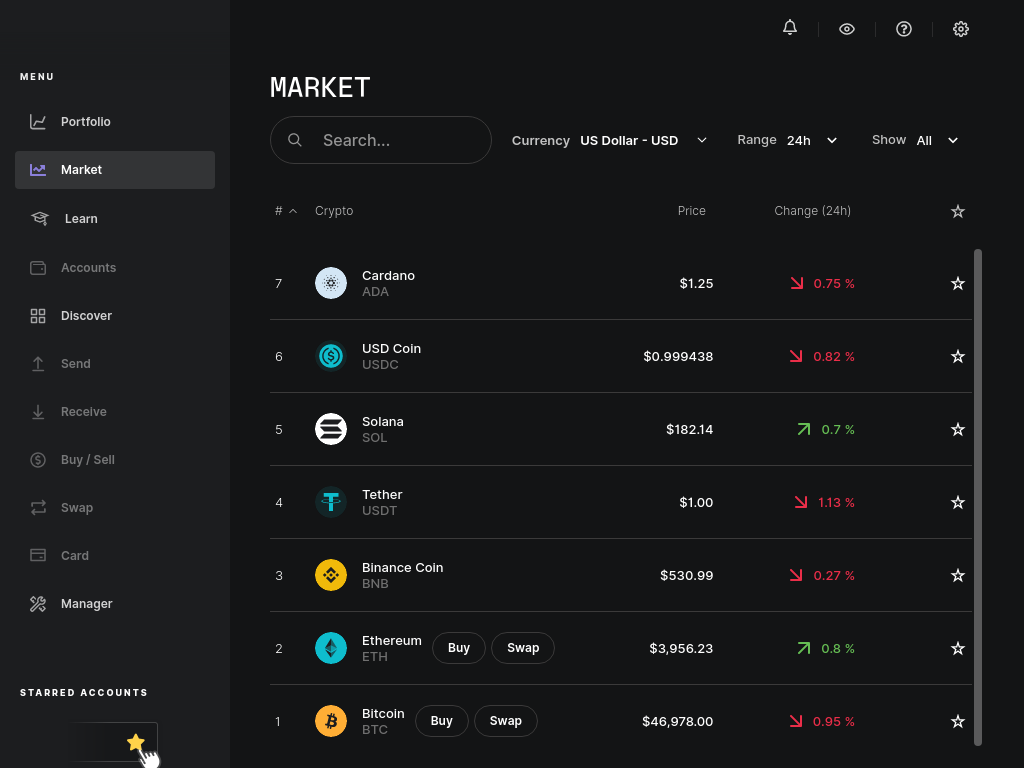 MENU
Portfolio
Market
Learn
Accounts
Discover
Send
Receive
Buy / Sell
Swap
Card
Manager
STARRED ACCOUNTS
MARKET
Search...
Currency US Dollar - USD
Range 24h
Show All
# Crypto Price Change (24h)
7 Cardano $1.25 0.75 %
ADA
6 USD Coin $0.999438 0.82 %
USDC
5 Solana $182.14 0.7 %
SOL
4 Tether $1.00 1.13 %
USDT
3 Binance Coin $530.99 0.27 %
BNB
2 Ethereum Buy Swap $3,956.23 0.8 %
ETH
1 Bitcoin Buy Swap $46,978.00 0.95 %
BTC